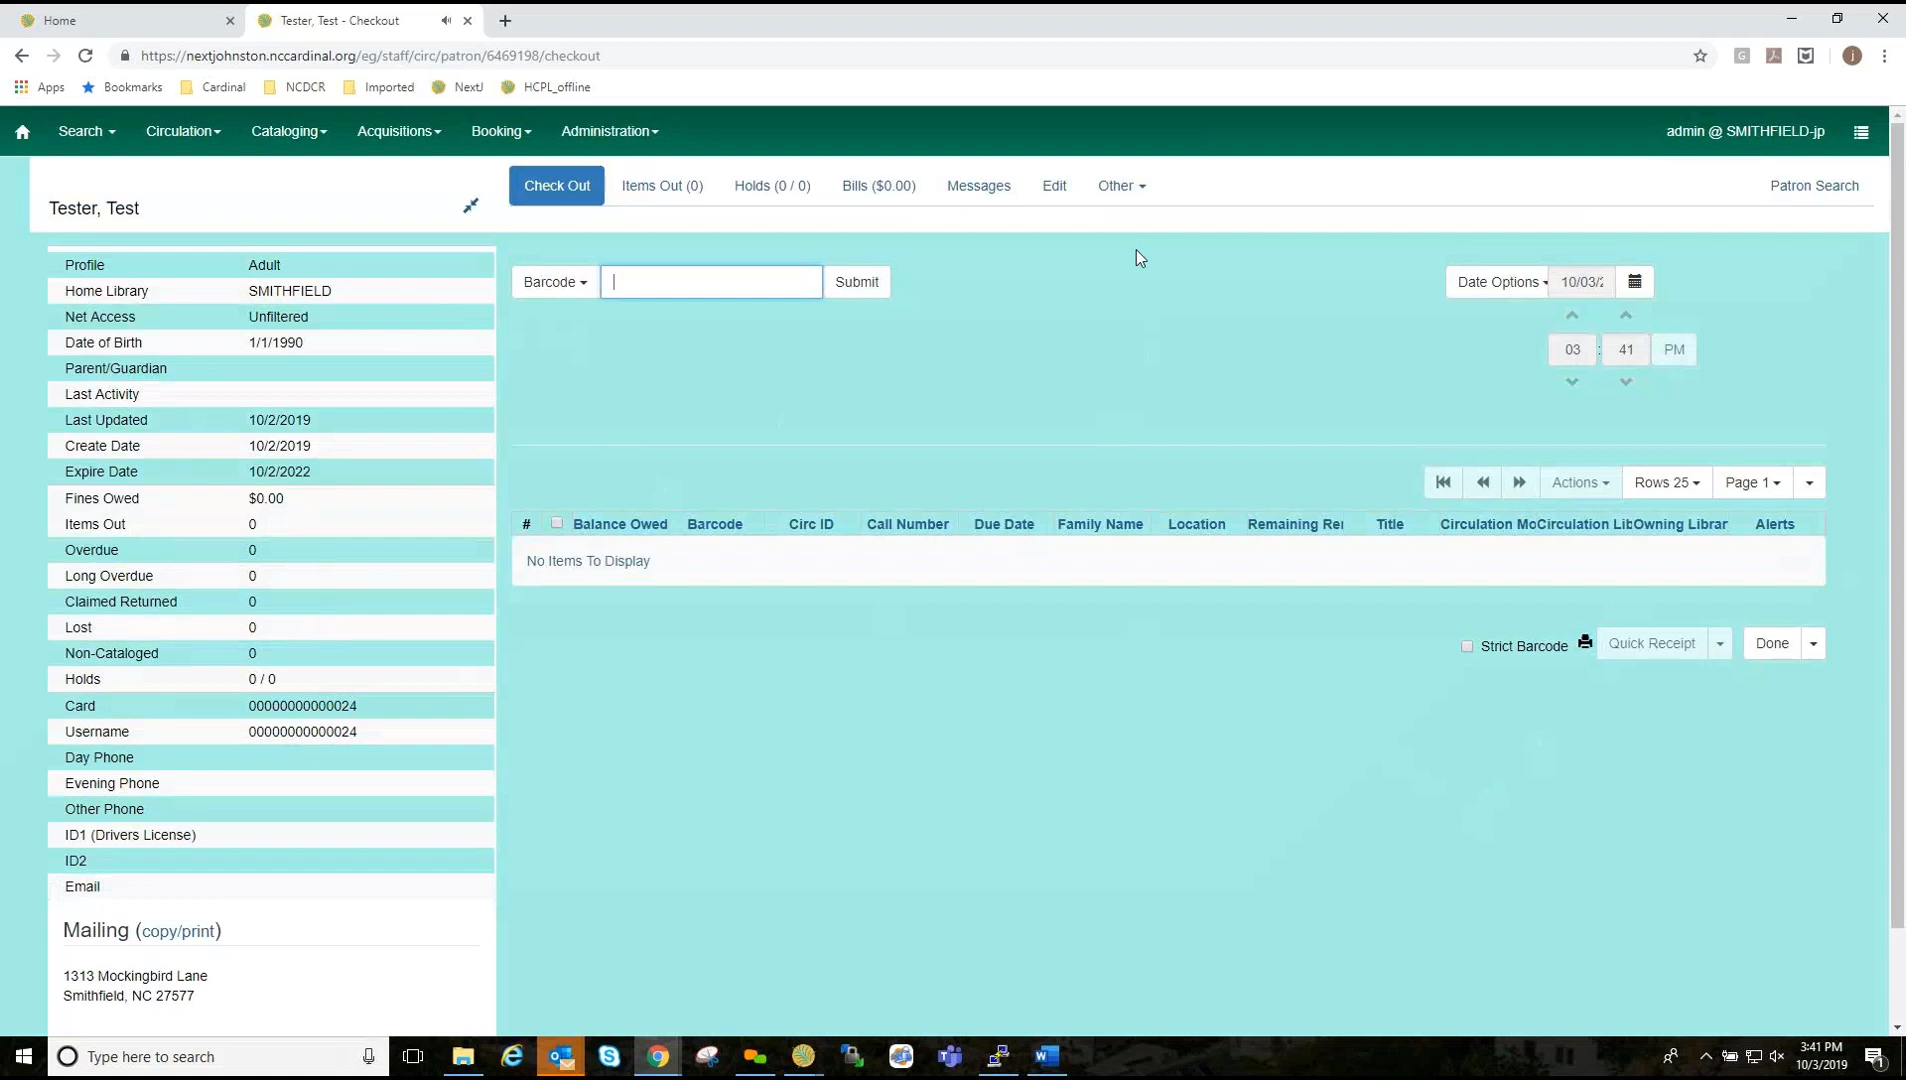 Home
Tester, Test - Checkout
https://nextjohnston.nccardinal.org/eg/staff/circ/patron/6469198/checkout
Apps Bookmarks Cardinal NCDCR Imported NextJ HCPL_offline
Search Circulation Cataloging Acquisitions Booking Administration admin @ SMITHFIELD-jp
Tester, Test
Check Out Items Out (0) Holds (0 / 0) Bills ($0.00) Messages Edit Other Patron Search
Profile Adult
Home Library SMITHFIELD
Net Access Unfiltered
Date of Birth 1/1/1990
Parent/Guardian
Last Activity
Last Updated 10/2/2019
Create Date 10/2/2019
Expire Date 10/2/2022
Fines Owed $0.00
Items Out 0
Overdue 0
Long Overdue 0
Claimed Returned 0
Lost 0
Non-Cataloged 0
Holds 0 / 0
Card 00000000000024
Username 00000000000024
Day Phone
Evening Phone
Other Phone
ID1 (Drivers License)
ID2
Email
Mailing (copy/print)
1313 Mockingbird Lane
Smithfield, NC 27577
Barcode Submit Date Options 10/03/2
03 : 41 PM
Actions Rows 25 Page 1
# Balance Owed Barcode Circ ID Call Number Due Date Family Name Location Remaining Rei Title Circulation Mo Circulation Lib Owning Librar Alerts
No Items To Display
Strict Barcode Quick Receipt Done
Type here to search
3:41 PM
10/3/2019
1